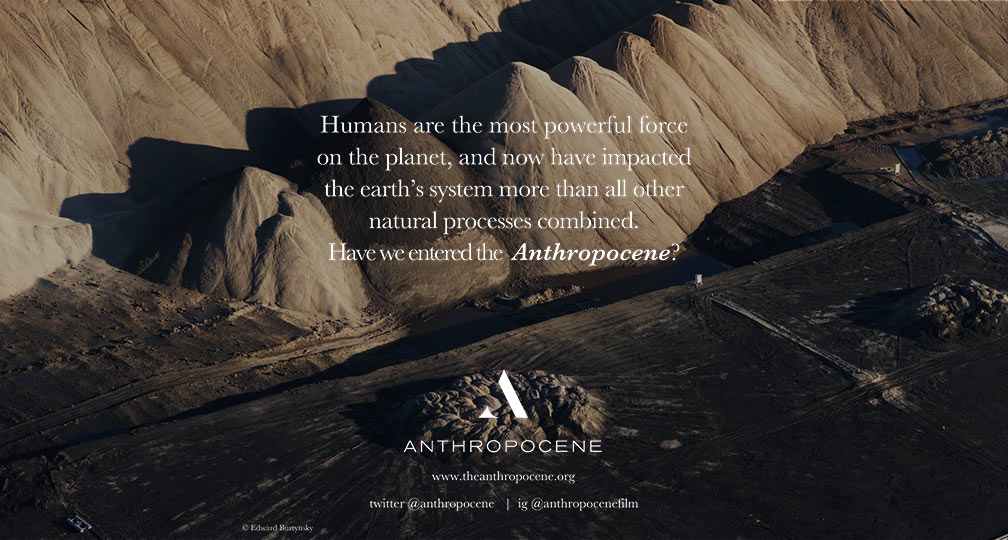 Humans are the most powerful force
on the planet, and now have impacted
the earth's system more than all other
natural processes combined.
Have we entered the Anthropocene?
A
ANTHROPOCENE
www.theanthropocene.org
twitter @anthropocene | ig @anthropocenefilm
© Edward Burtynsky